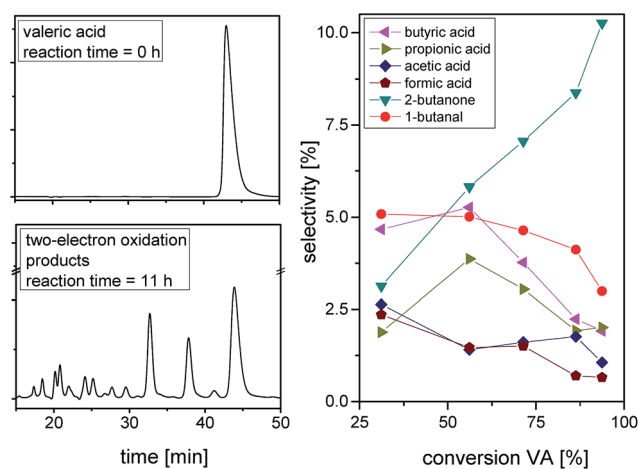 valeric acid
reaction time = 0 h
two-electron oxidation
products
reaction time = 11 h
20
30
40
50
time [min]
butyric acid
propionic acid
acetic acid
formic acid
2-butanone
1-butanal
10.0
7.5
5.0
2.5
0.0
selectivity [%]
25
50
75
100
conversion VA [%]